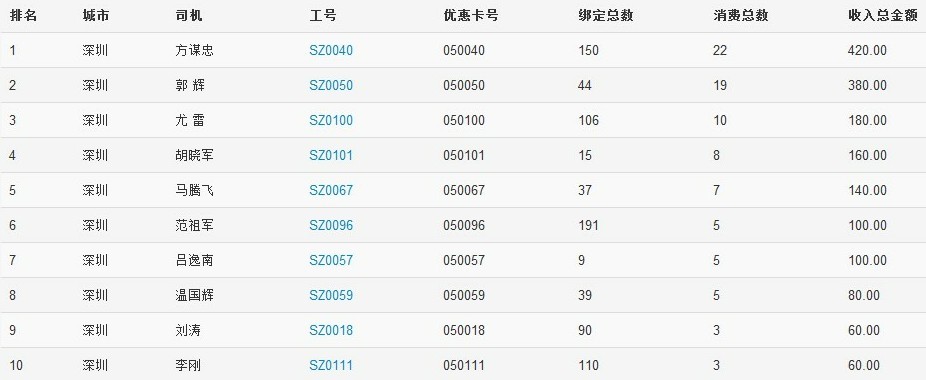 排名 城市 司机 工号 优惠卡号 绑定总数 消费总数 收入总金额
1 深圳 方谋忠 SZ0040 050040 150 22 420.00
2 深圳 郭 辉 SZ0050 050050 44 19 380.00
3 深圳 尤 雷 SZ0100 050100 106 10 180.00
4 深圳 胡晓军 SZ0101 050101 15 8 160.00
5 深圳 马腾飞 SZ0067 050067 37 7 140.00
6 深圳 范祖军 SZ0096 050096 191 5 100.00
7 深圳 吕逸南 SZ0057 050057 9 5 100.00
8 深圳 温国辉 SZ0059 050059 39 5 80.00
9 深圳 刘涛 SZ0018 050018 90 3 60.00
10 深圳 李刚 SZ0111 050111 110 3 60.00